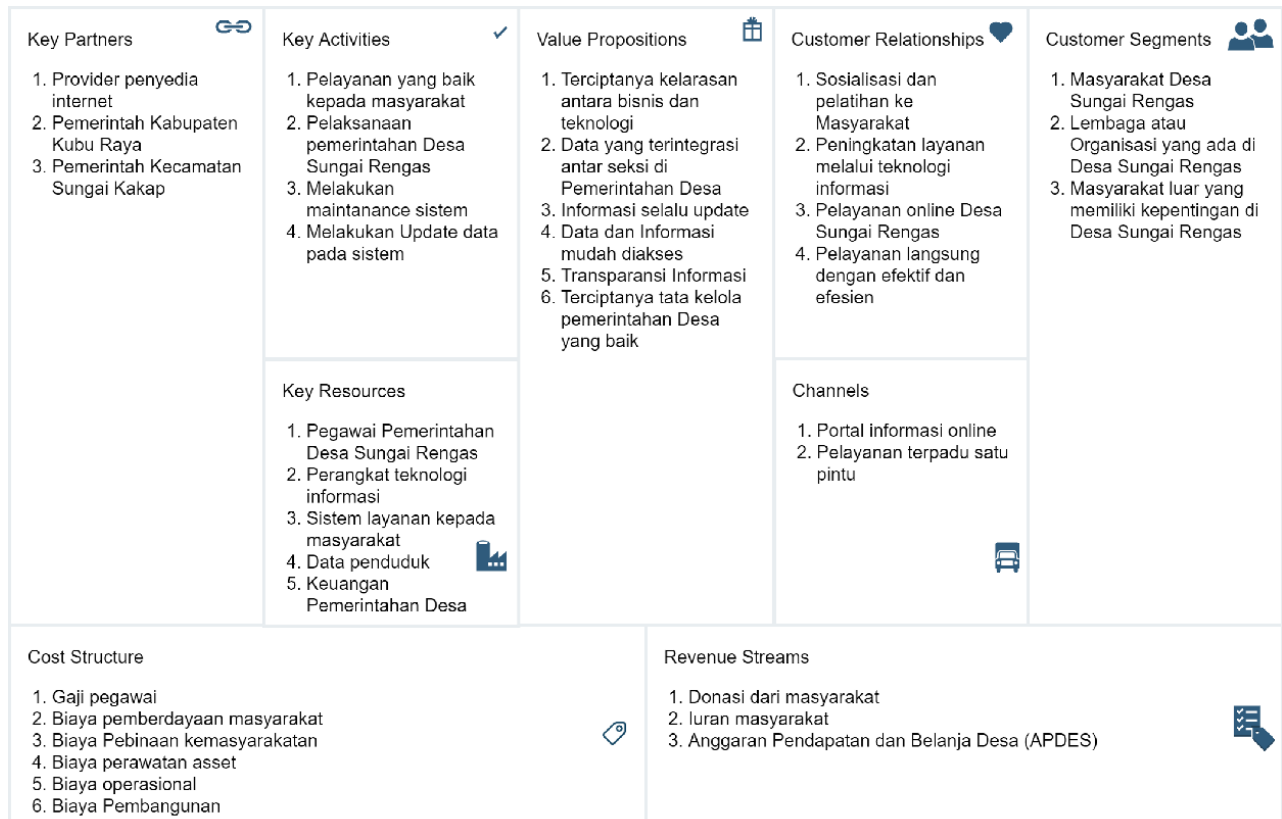 Key Partners
1. Provider penyedia
internet
2. Pemerintah Kabupaten
Kubu Raya
3. Pemerintah Kecamatan
Sungai Kakap
Key Activities
1. Pelayanan yang baik
kepada masyarakat
2. Pelaksanaan
pemerintahan Desa
Sungai Rengas
3. Melakukan
maintanance sistem
4. Melakukan Update data
pada sistem
Key Resources
1. Pegawai Pemerintahan
Desa Sungai Rengas
2. Perangkat teknologi
informasi
3. Sistem layanan kepada
masyarakat
4. Data penduduk
5. Keuangan
Pemerintahan Desa
Value Propositions
1. Terciptanya kelarasan
antara bisnis dan
teknologi
2. Data yang terintegrasi
antar seksi di
Pemerintahan Desa
3. Informasi selalu update
4. Data dan Informasi
mudah diakses
5. Transparansi Informasi
6. Terciptanya tata kelola
pemerintahan Desa
yang baik
Customer Relationships
1. Sosialisasi dan
pelatihan ke
Masyarakat
2. Peningkatan layanan
melalui teknologi
informasi
3. Pelayanan online Desa
Sungai Rengas
4. Pelayanan langsung
dengan efektif dan
efesien
Channels
1. Portal informasi online
2. Pelayanan terpadu satu
pintu
Customer Segments
1. Masyarakat Desa
Sungai Rengas
2. Lembaga atau
Organisasi yang ada di
Desa Sungai Rengas
3. Masyarakat luar yang
memiliki kepentingan di
Desa Sungai Rengas
Cost Structure
1. Gaji pegawai
2. Biaya pemberdayaan masyarakat
3. Biaya Pebinaan kemasyarakatan
4. Biaya perawatan asset
5. Biaya operasional
6. Biaya Pembangunan
Revenue Streams
1. Donasi dari masyarakat
2. Iuran masyarakat
3. Anggaran Pendapatan dan Belanja Desa (APDES)